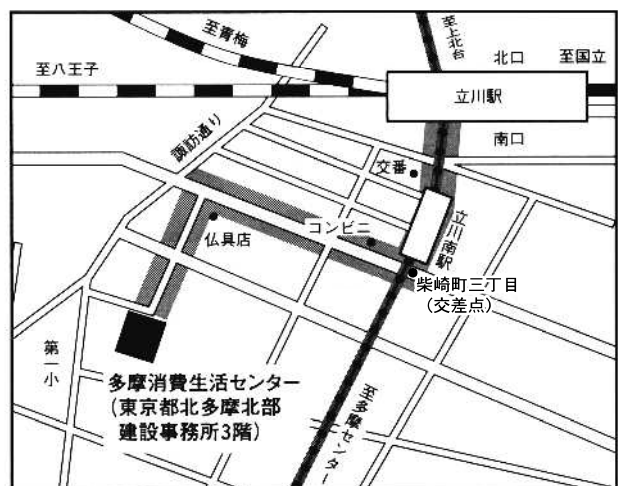 至青梅
至上北台
北口
至国立
至八王子
立川駅
諏訪通り
南口
交番
コンビニ
立川南駅
仏具店
柴崎町三丁目
（交差点）
第一小
多摩消費生活センター
（東京都北多摩北部
建設事務所3階）
至多摩センター